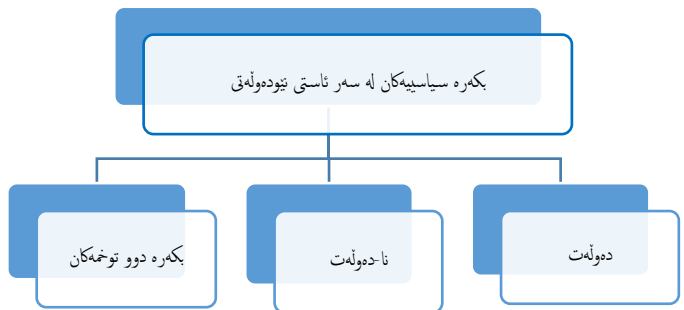 بکەرە سیاسییەکان لە سەر ئاستی نێودەوڵەتی
دەوڵەت
نا-دەوڵەت
بکەرە دوو توخمەکان